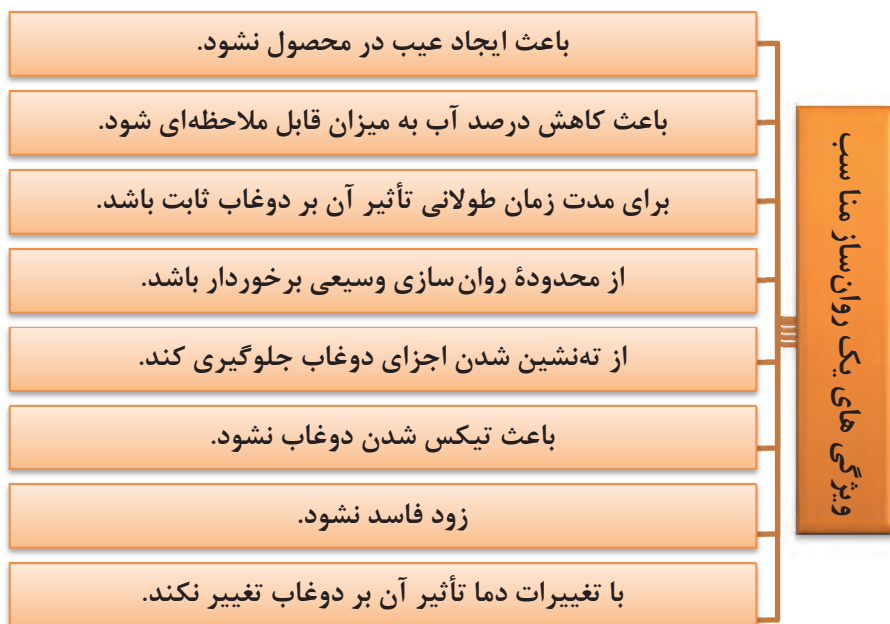 ویژگی های یک روان‌ساز منا سب
باعث ایجاد عیب در محصول نشود.
باعث کاهش درصد آب به میزان قابل ملاحظه‌ای شود.
برای مدت زمان طولانی تأثیر آن بر دوغاب ثابت باشد.
از محدودهٔ روان‌سازی وسیعی برخوردار باشد.
از ته‌نشین شدن اجزای دوغاب جلوگیری کند.
باعث تیکس شدن دوغاب نشود.
زود فاسد نشود.
با تغییرات دما تأثیر آن بر دوغاب تغییر نکند.